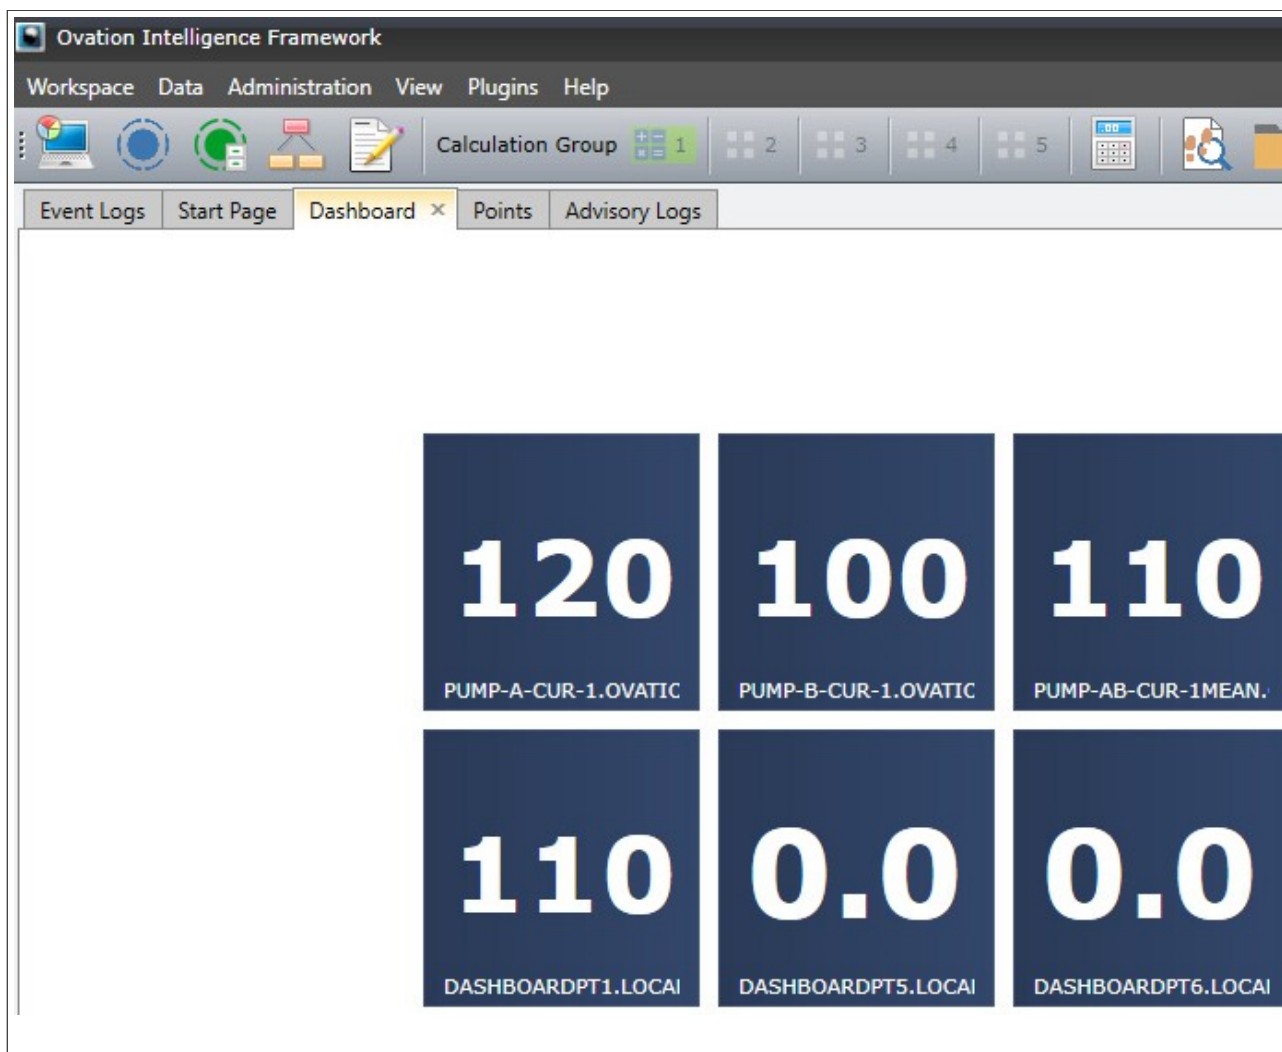 Ovation Intelligence Framework
Workspace Data Administration View Plugins Help
Calculation Group 1 2 3 4 5
Event Logs Start Page Dashboard × Points Advisory Logs
120 100 110
PUMP-A-CUR-1.OVATIC PUMP-B-CUR-1.OVATIC PUMP-AB-CUR-1MEAN.
110 0.0 0.0
DASHBOARDPT1.LOCAI DASHBOARDPT5.LOCAI DASHBOARDPT6.LOCAI